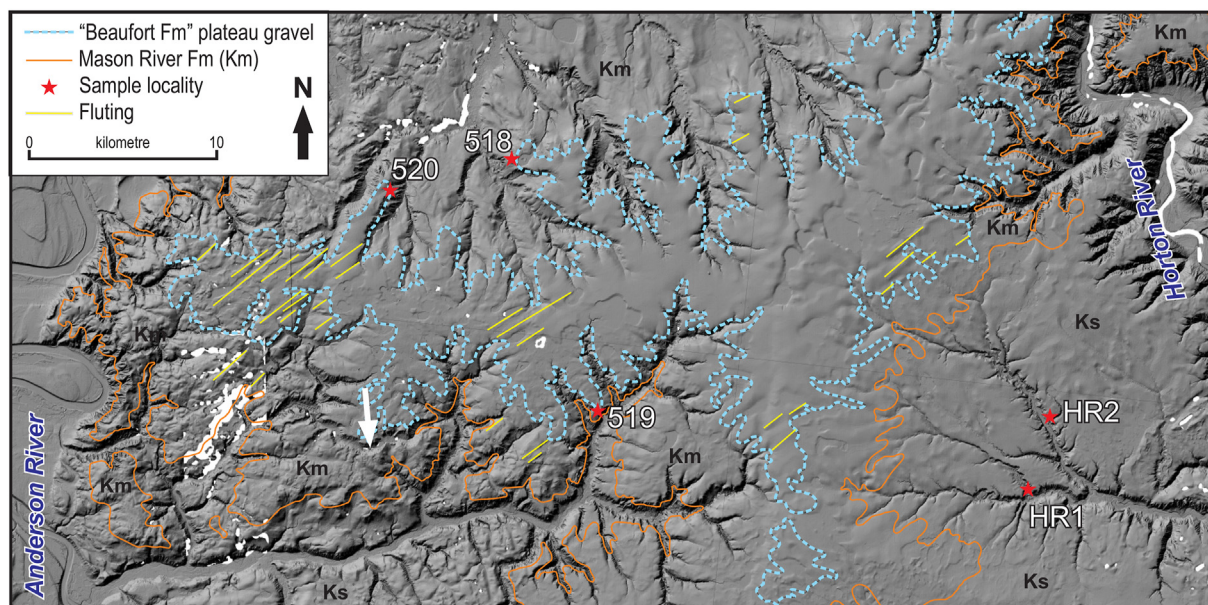 "Beaufort Fm" plateau gravel
Mason River Fm (Km)
Sample locality
Fluting
N
0 kilometre 10
Km
Km
518
520
Km
Horton River
Ks
Ks
519
HR2
Km
Km
Km
HR1
Anderson River
Ks
Ks